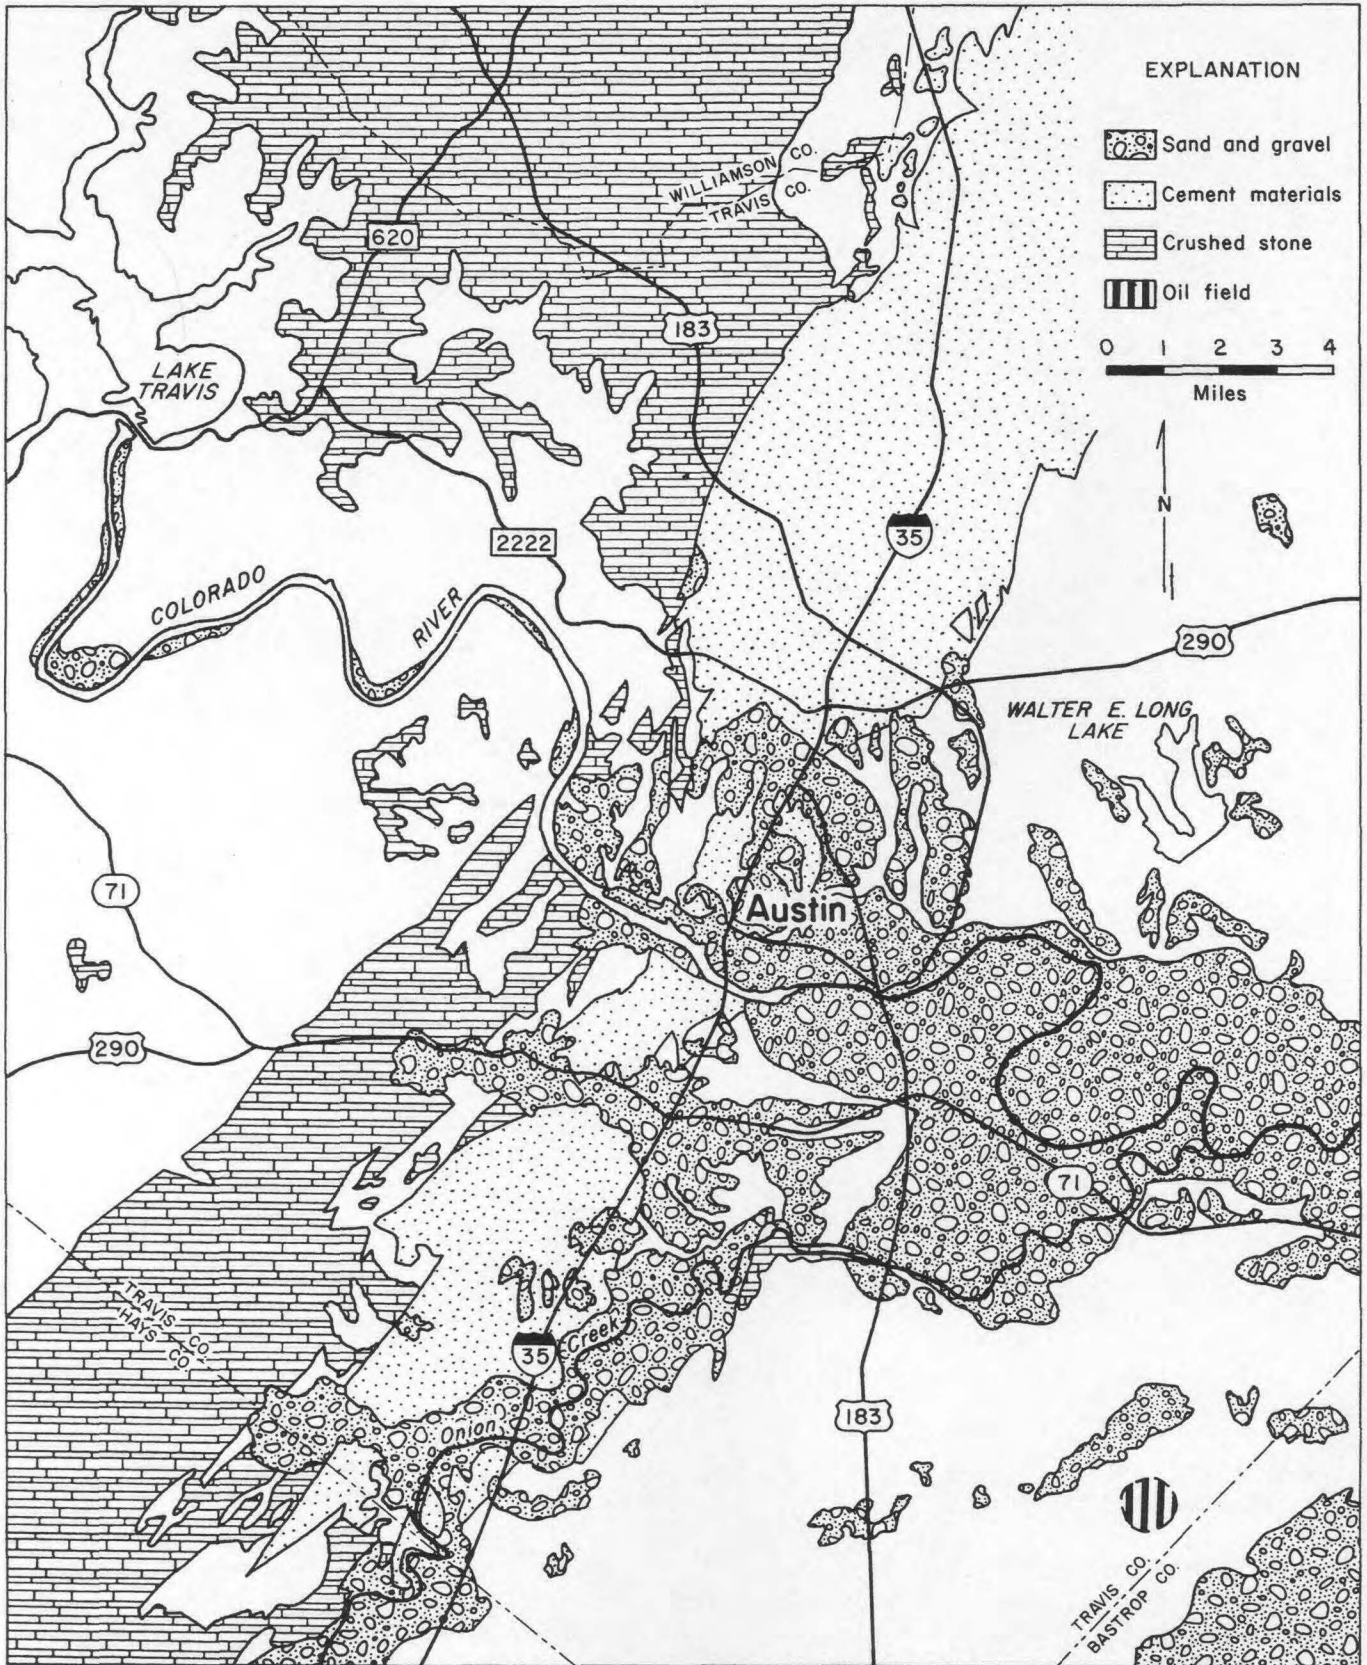 EXPLANATION
Sand and gravel
Cement materials
Crushed stone
Oil field
0 1 2 3 4
Miles
N
WILLIAMSON CO.
TRAVIS CO.
620
183
LAKE
TRAVIS
35
2222
COLORADO
RIVER
290
WALTER E. LONG
LAKE
71
Austin
290
71
TRAVIS CO.
HAYS CO.
35
Creek
Onion
183
TRAVIS CO.
BASTROP CO.